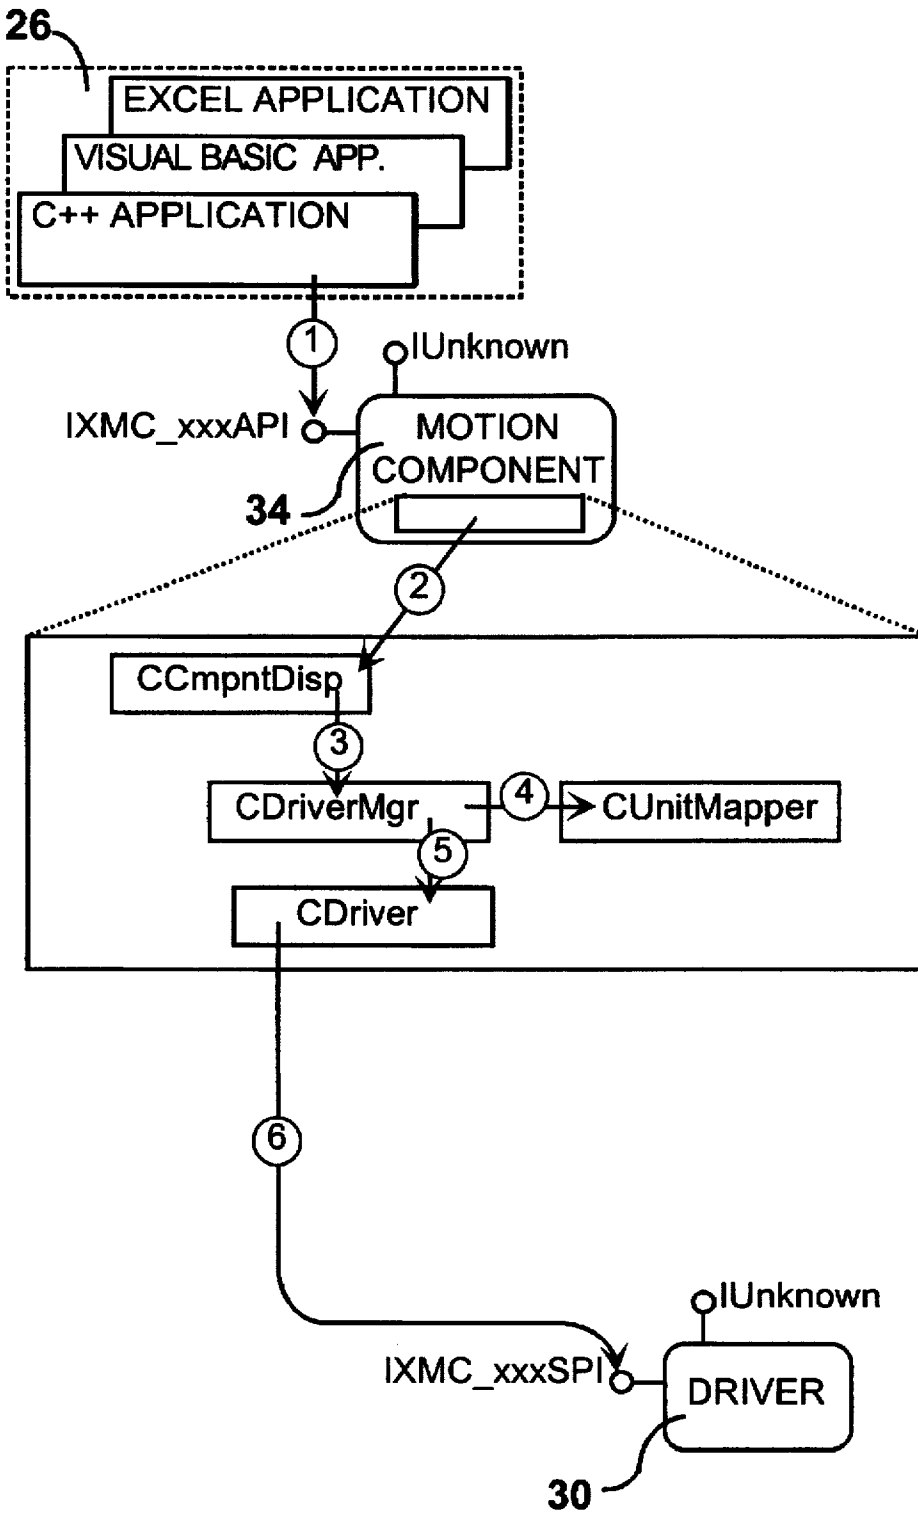 26
EXCEL APPLICATION
VISUAL BASIC APP.
C++ APPLICATION
1
IUnknown
IXMC_xxxAPI
MOTION
COMPONENT
34
2
CCmpntDisp
3
CDriverMgr
4
CUnitMapper
5
CDriver
6
IUnknown
IXMC_xxxSPI
DRIVER
30